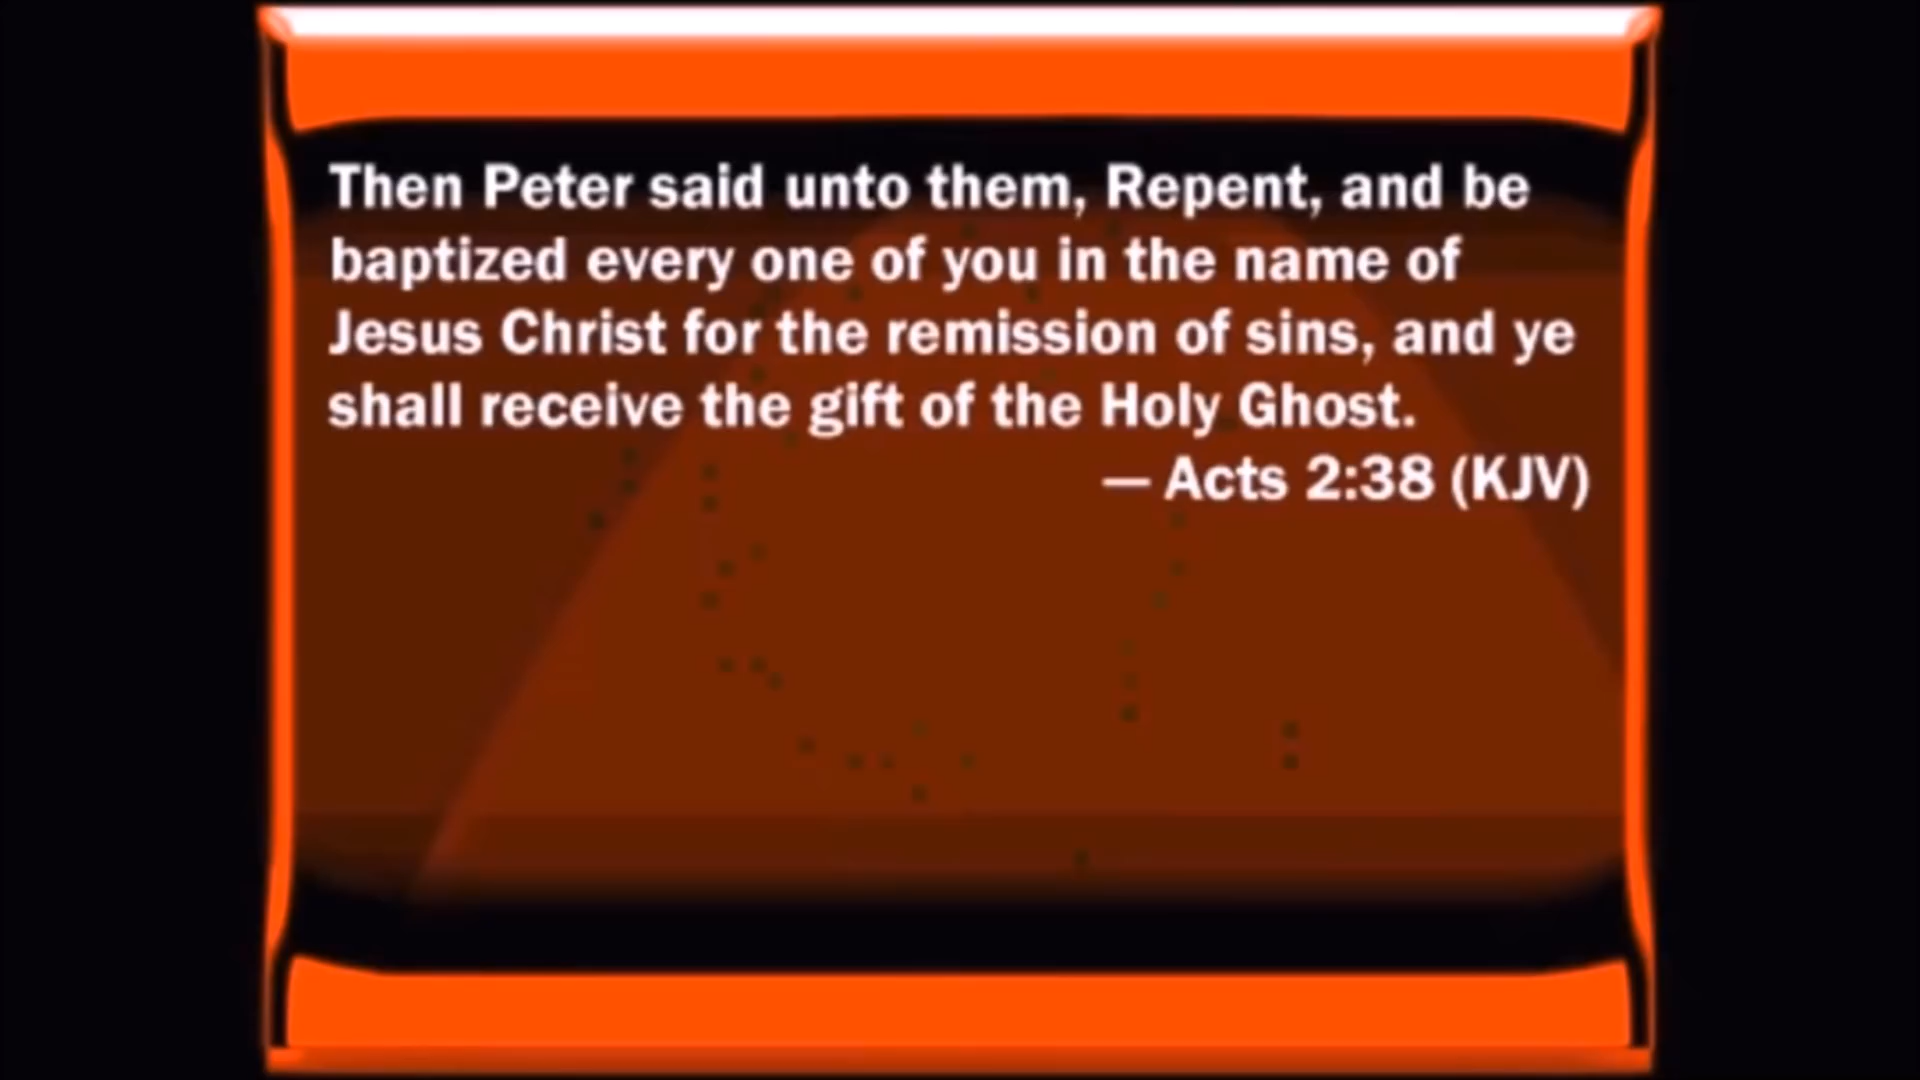 Then Peter said unto them, Repent, and be
baptized every one of you in the name of
Jesus Christ for the remission of sins, and ye
shall receive the gift of the Holy Ghost.
— Acts 2:38 (KJV)